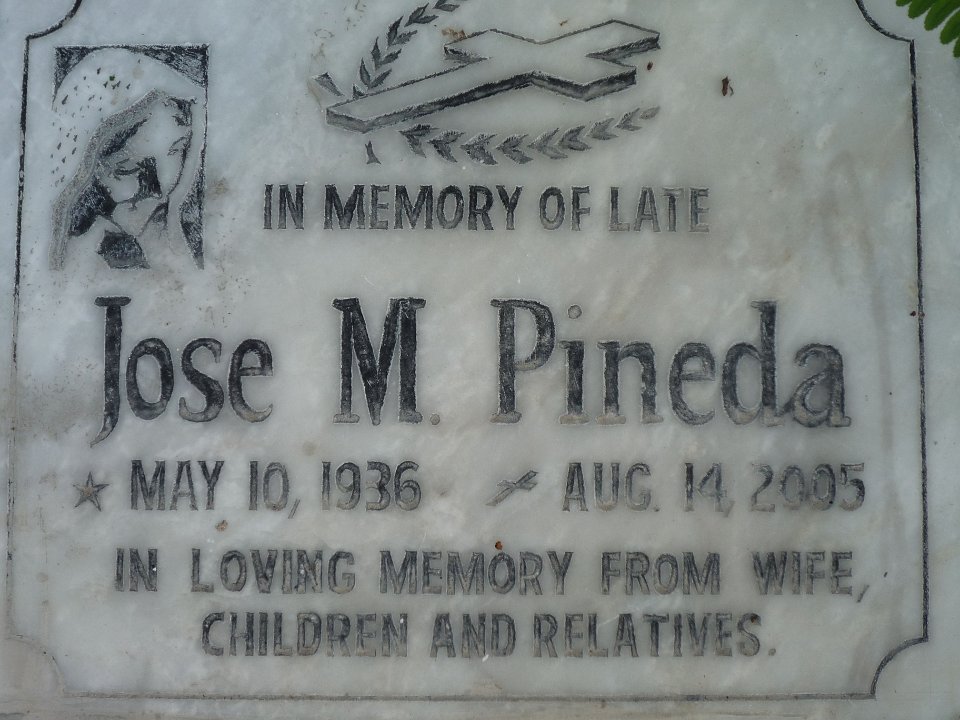 IN MEMORY OF LATE
Jose M. Pineda
MAY 10, 1936 AUG. 14, 2005
IN LOVING MEMORY FROM WIFE,
CHILDREN AND RELATIVES.